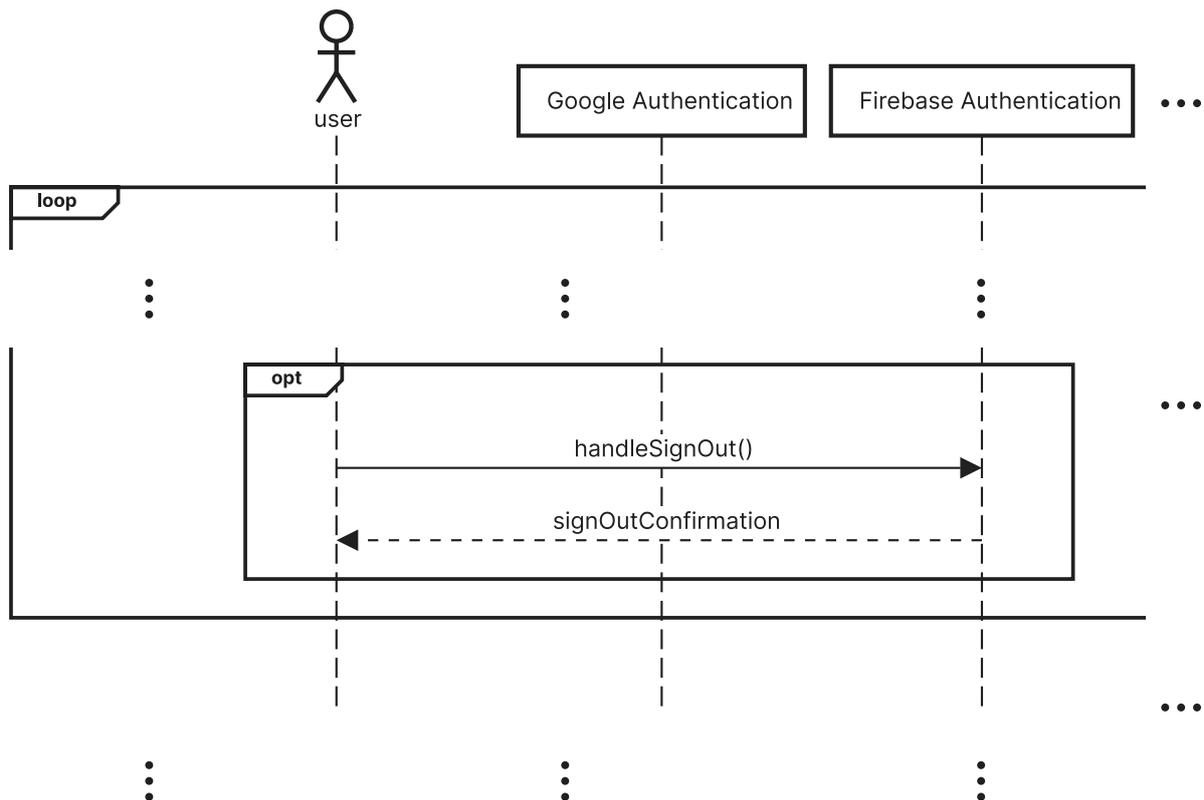 user
Google Authentication
Firebase Authentication
loop
opt
handleSignOut()
signOutConfirmation